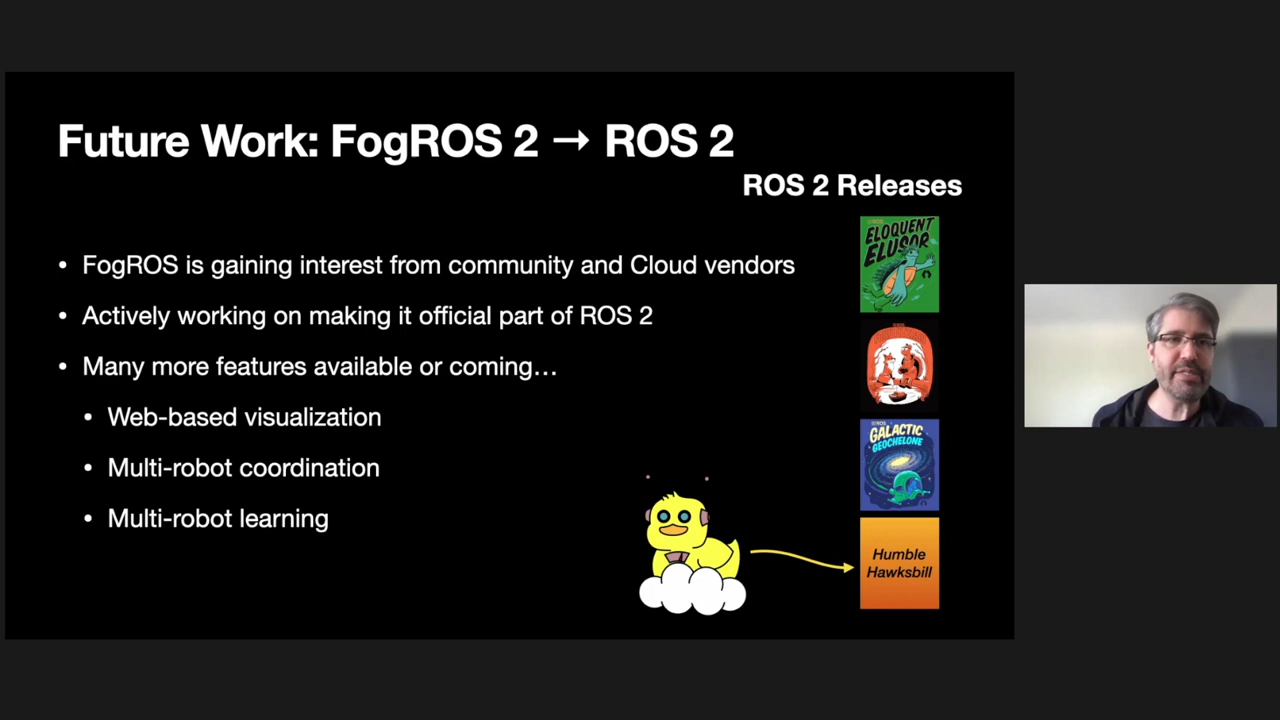 Future Work: FogROS 2 → ROS 2
ROS 2 Releases
• FogROS is gaining interest from community and Cloud vendors
• Actively working on making it official part of ROS 2
• Many more features available or coming…
• Web-based visualization
• Multi-robot coordination
• Multi-robot learning
ELOQUENT
ELUSOR
GALACTIC
GEOCHELONE
Humble
Hawksbill